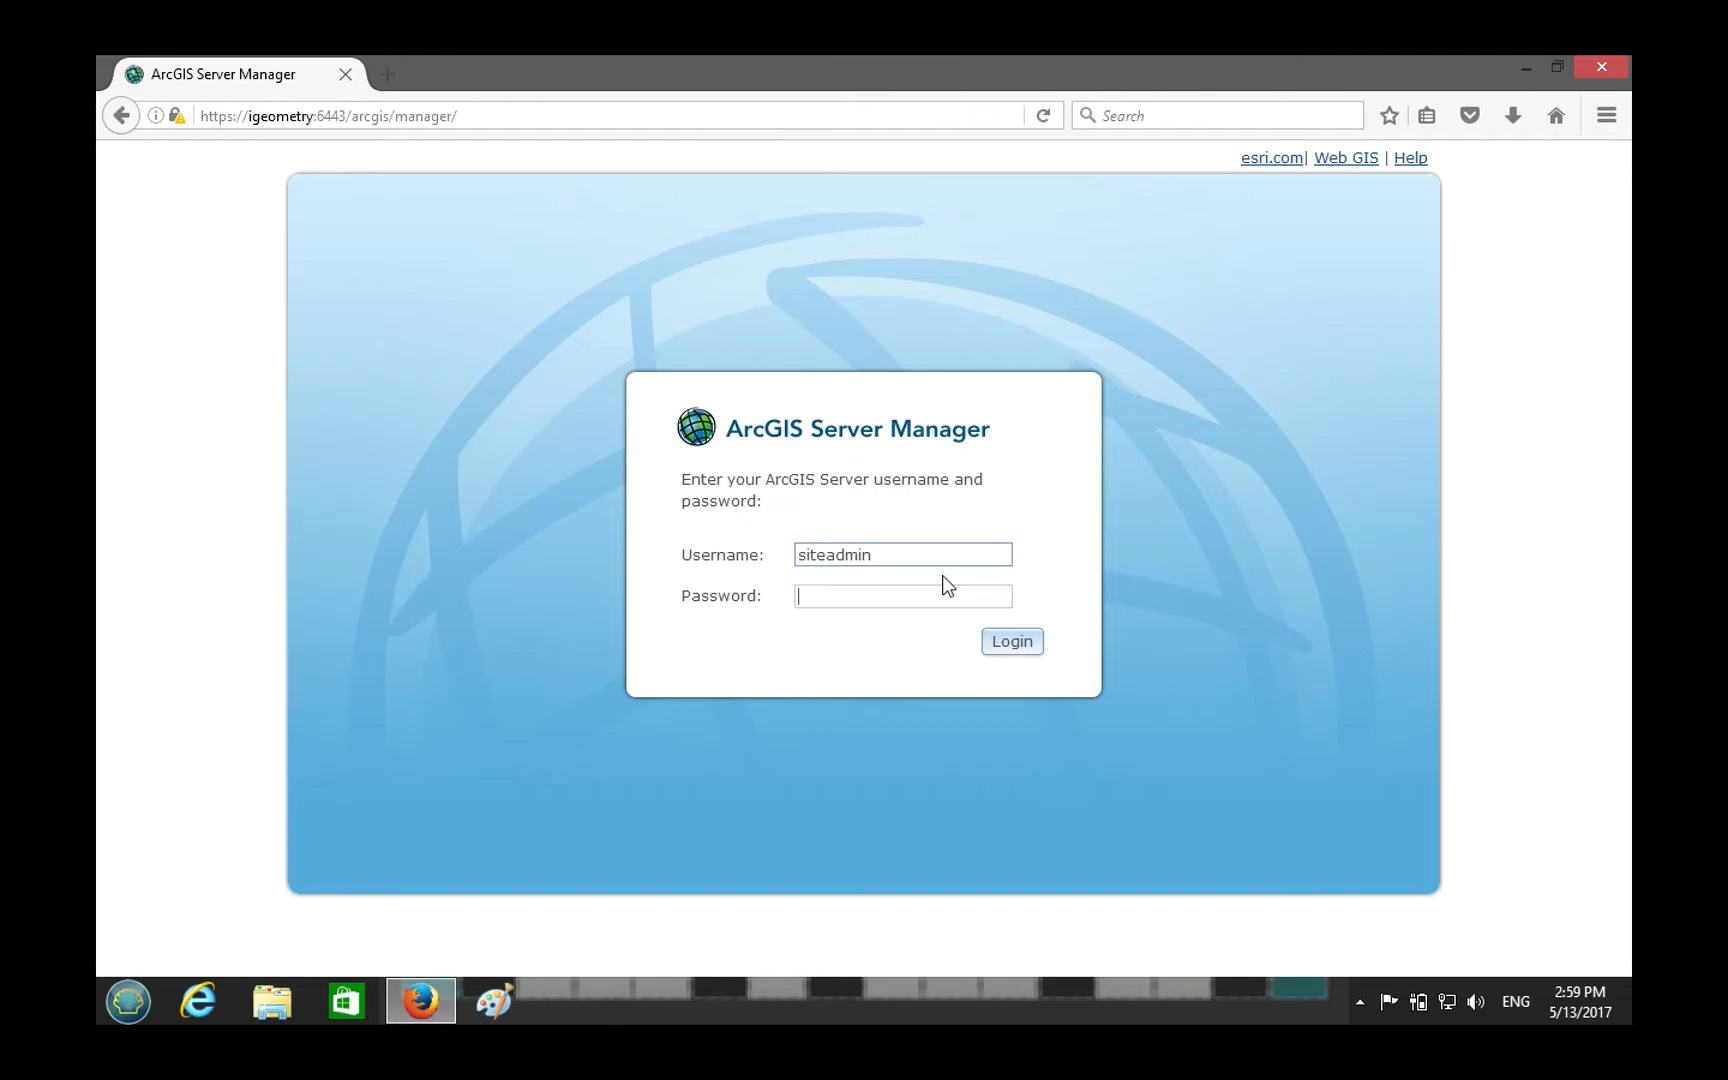 ArcGIS Server Manager
https://igeometry:6443/arcgis/manager/
Search
esri.com| Web GIS | Help
ArcGIS Server Manager
Enter your ArcGIS Server username and
password:
Username: siteadmin
Password:
Login
ENG
2:59 PM
5/13/2017